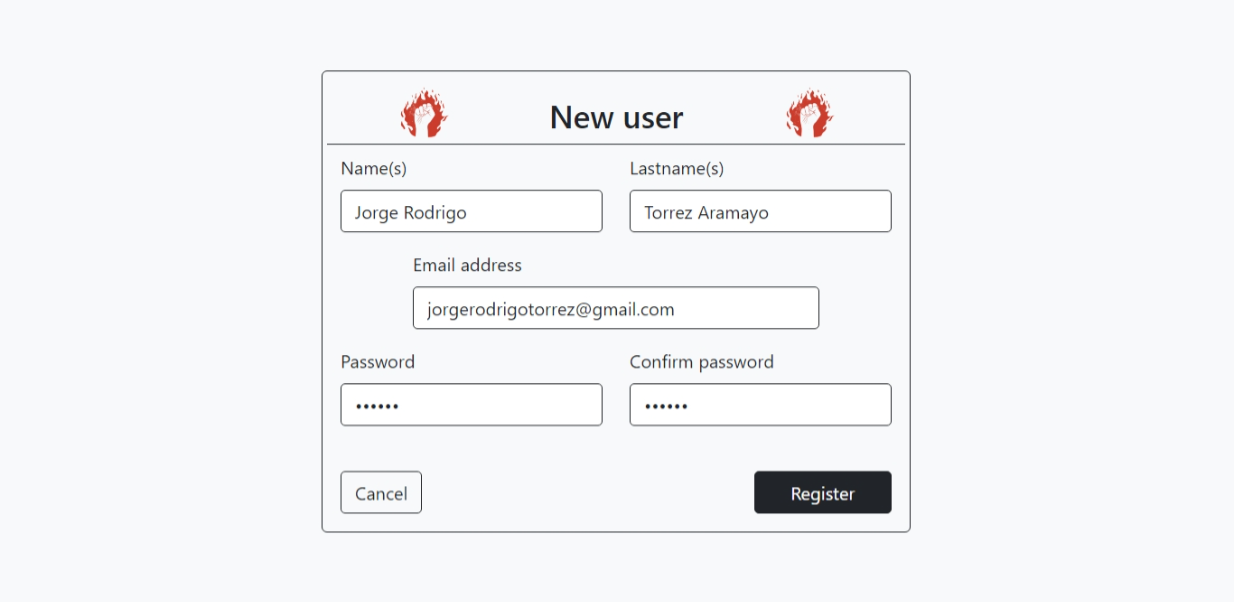 New user
Name(s) Lastname(s)
Jorge Rodrigo Torrez Aramayo
Email address
jorgerodrigotorrez@gmail.com
Password Confirm password
•••••• ••••••
Cancel Register